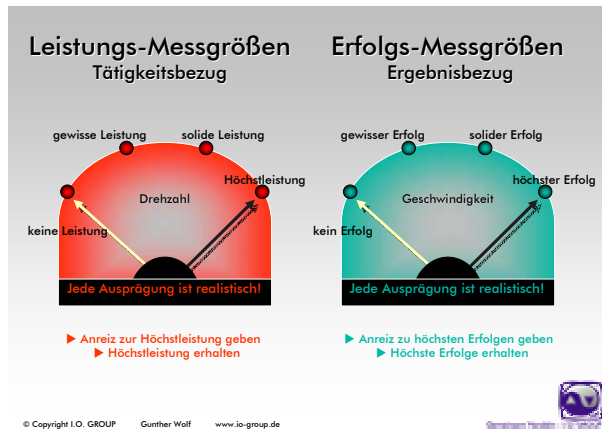 Leistungs-Messgrößen
Tätigkeitsbezug
gewisse Leistung
solide Leistung
Höchstleistung
Drehzahl
keine Leistung
Jede Ausprägung ist realistisch!
▶ Anreiz zur Höchstleistung geben
▶ Höchstleistung erhalten
Erfolgs-Messgrößen
Ergebnisbezug
gewisser Erfolg
solider Erfolg
höchster Erfolg
Geschwindigkeit
kein Erfolg
Jede Ausprägung ist realistisch!
▶ Anreiz zu höchsten Erfolgen geben
▶ Höchste Erfolge erhalten
© Copyright I.O. GROUP Gunther Wolf www.io-group.de